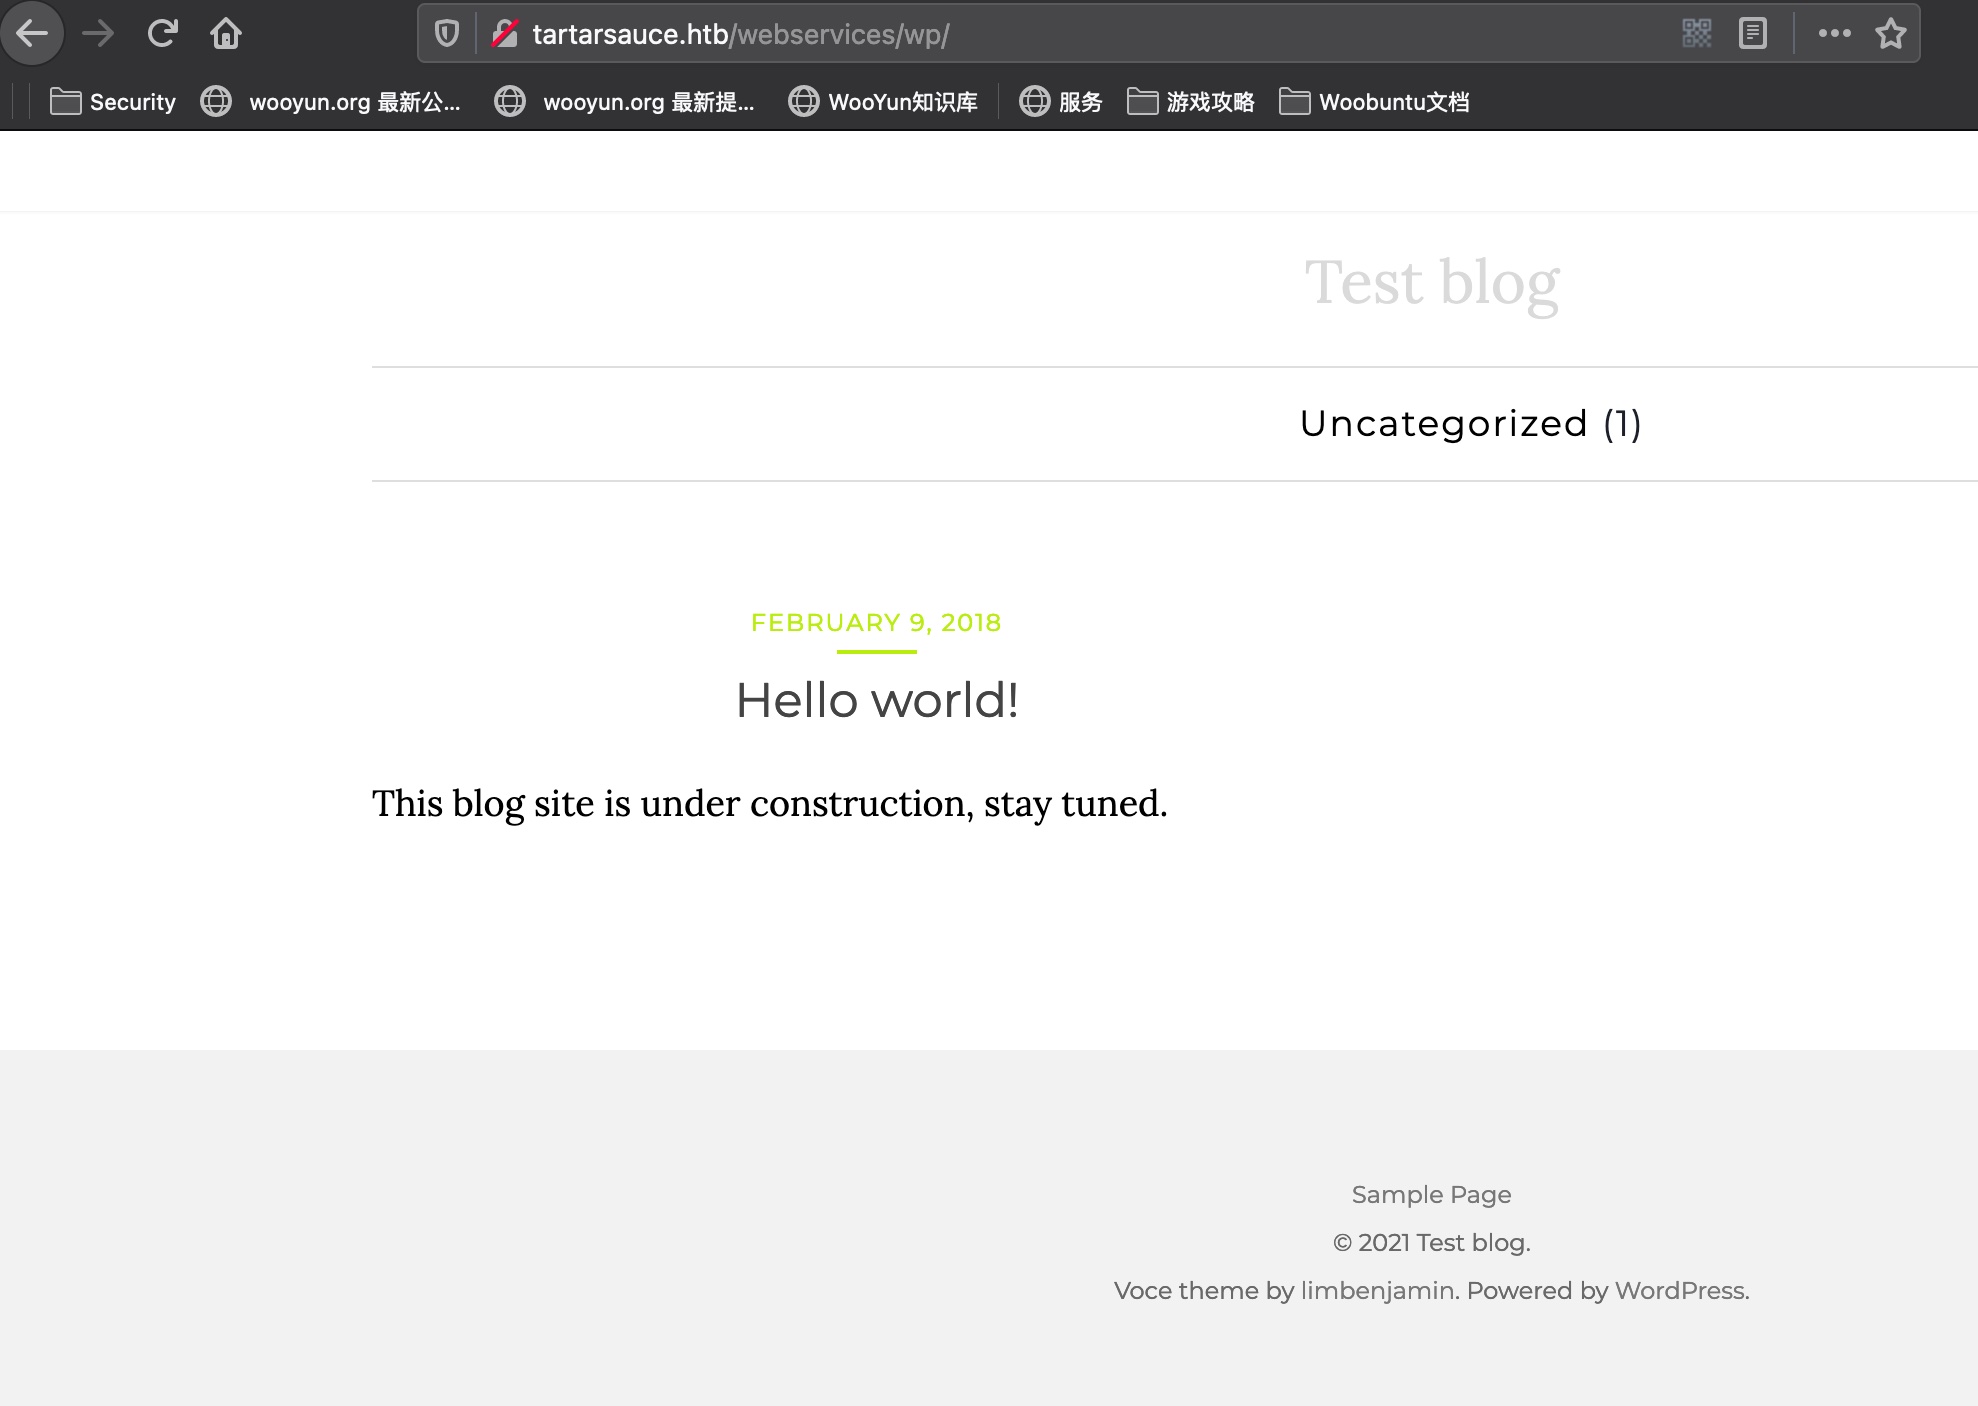 tartarsauce.htb/webservices/wp/
Security wooyun.org 最新公... wooyun.org 最新提... WooYun知识库 服务 游戏攻略 Woobuntu文档
Test blog
Uncategorized (1)
FEBRUARY 9, 2018
Hello world!
This blog site is under construction, stay tuned.
Sample Page
© 2021 Test blog.
Voce theme by limbenjamin. Powered by WordPress.